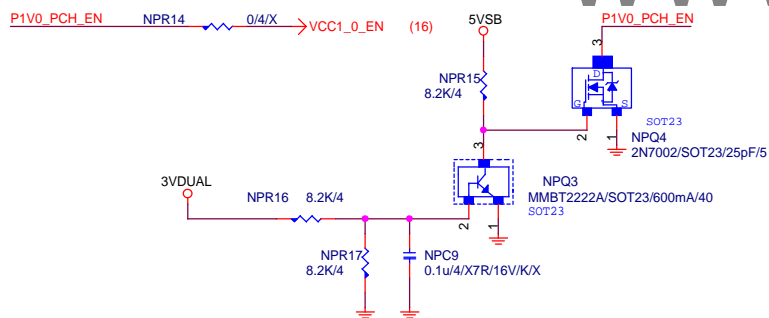 P1V0_PCH_EN NPR14 0/4/X VCC1_0_EN (16)
5VSB
P1V0_PCH_EN
3
D
G S
NPR15
8.2K/4
SOT23
2 1
NPQ4
2N7002/SOT23/25pF/5
3
3VDUAL
NPR16 8.2K/4
NPQ3
MMBT2222A/SOT23/600mA/40
SOT23
2 1
NPR17
8.2K/4
NPC9
0.1u/4/X7R/16V/K/X